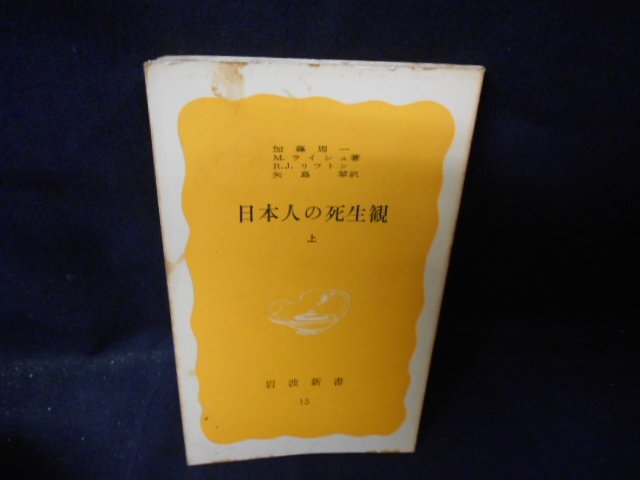 加藤周一
M.ライシュ著
R.J.リフトン
矢島翠訳
日本人の死生観
上
岩波新書
15